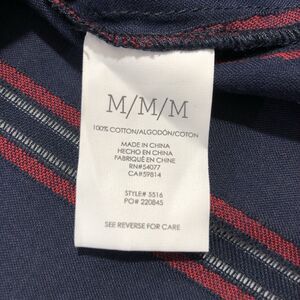 M/M/M
100% COTTON/ALGODÓN/COTON
MADE IN CHINA
HECHO EN CHINA
FABRIQUÉ EN CHINE
RN#54077
CA#59814
STYLE# 5516
PO# 220845
SEE REVERSE FOR CARE